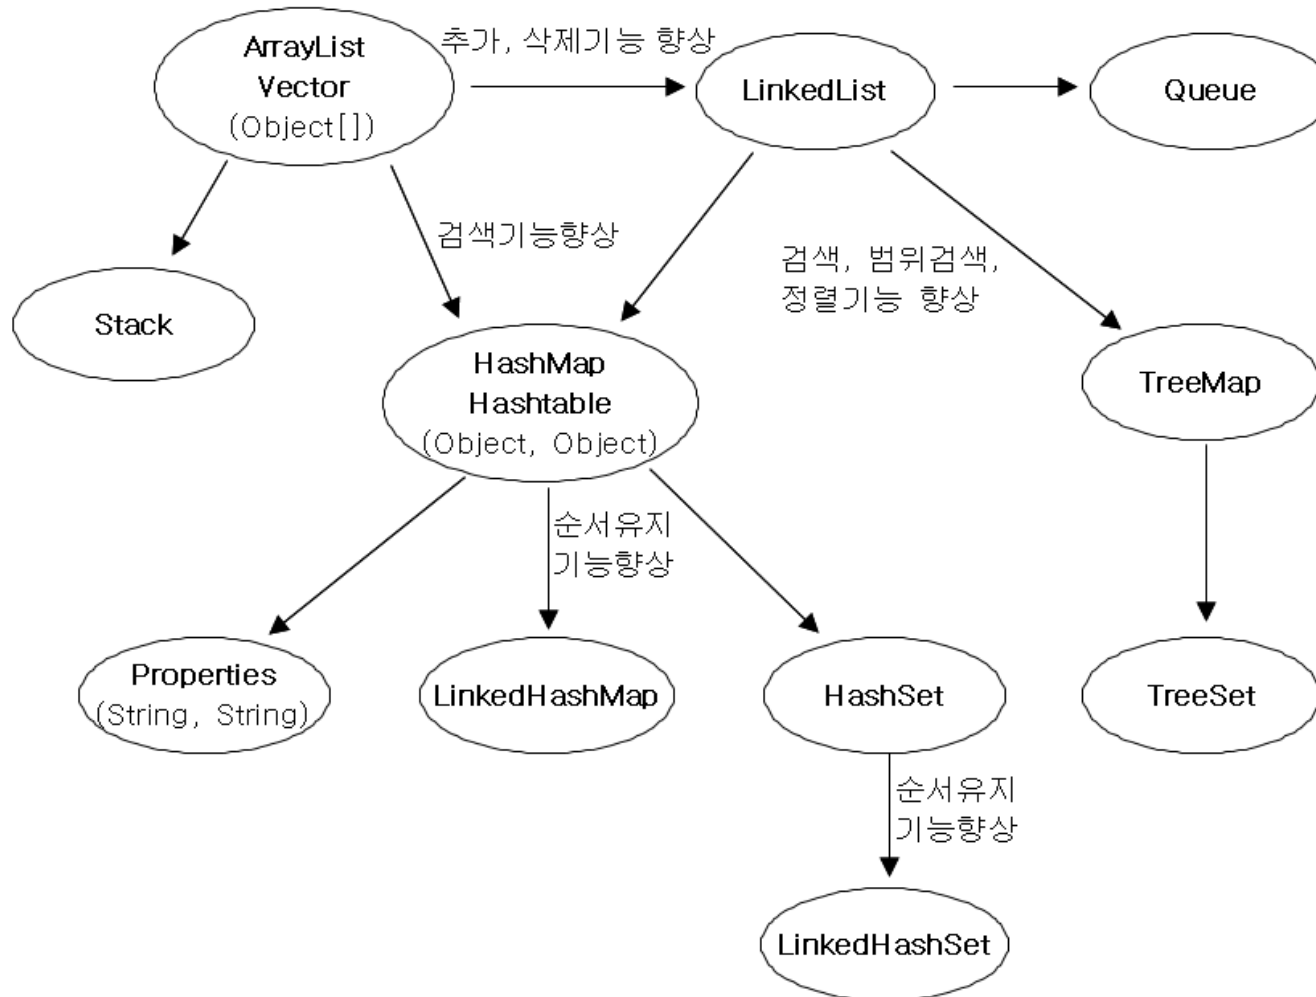 ArrayList
Vector
(Object[])
추가, 삭제기능 향상
LinkedList
Queue
검색기능향상
검색, 범위검색,
정렬기능 향상
Stack
HashMap
Hashtable
(Object, Object)
TreeMap
순서유지
기능향상
Properties
(String, String)
LinkedHashMap
HashSet
TreeSet
순서유지
기능향상
LinkedHashSet